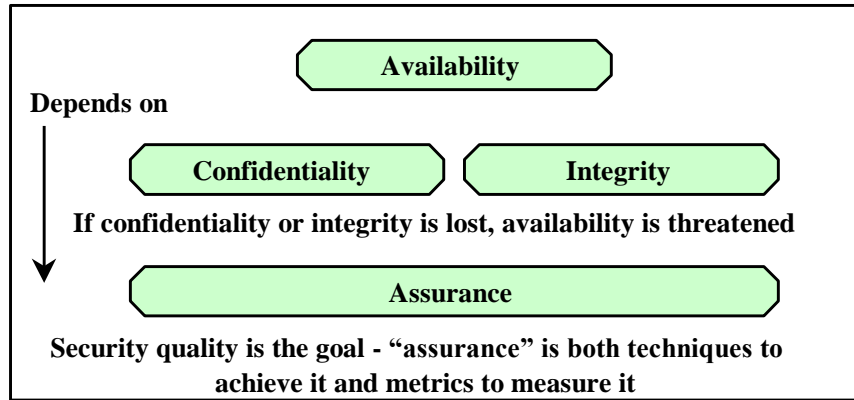 Availability
Depends on
Confidentiality Integrity
If confidentiality or integrity is lost, availability is threatened
Assurance
Security quality is the goal - “assurance” is both techniques to
achieve it and metrics to measure it